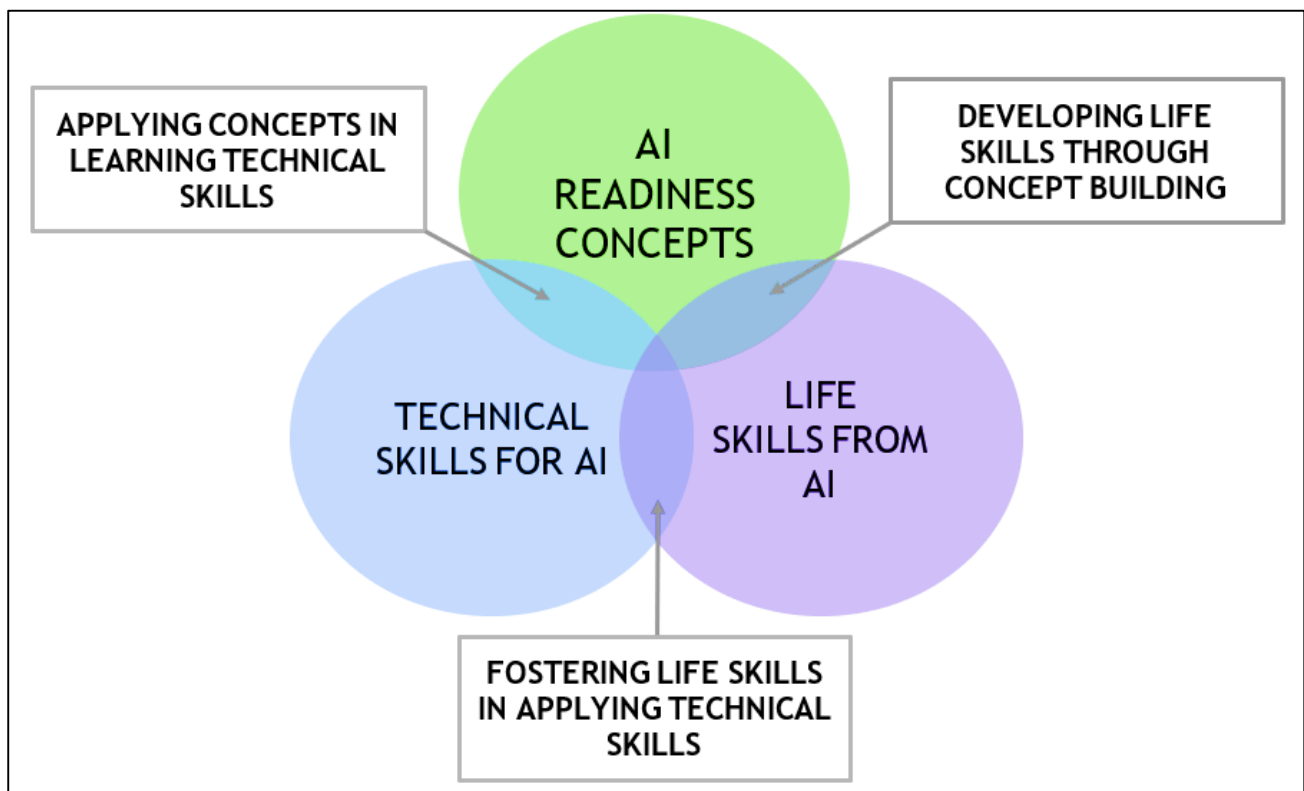 APPLYING CONCEPTS IN
LEARNING TECHNICAL
SKILLS
AI
READINESS
CONCEPTS
DEVELOPING LIFE
SKILLS THROUGH
CONCEPT BUILDING
TECHNICAL
SKILLS FOR AI
LIFE
SKILLS FROM
AI
FOSTERING LIFE SKILLS
IN APPLYING TECHNICAL
SKILLS